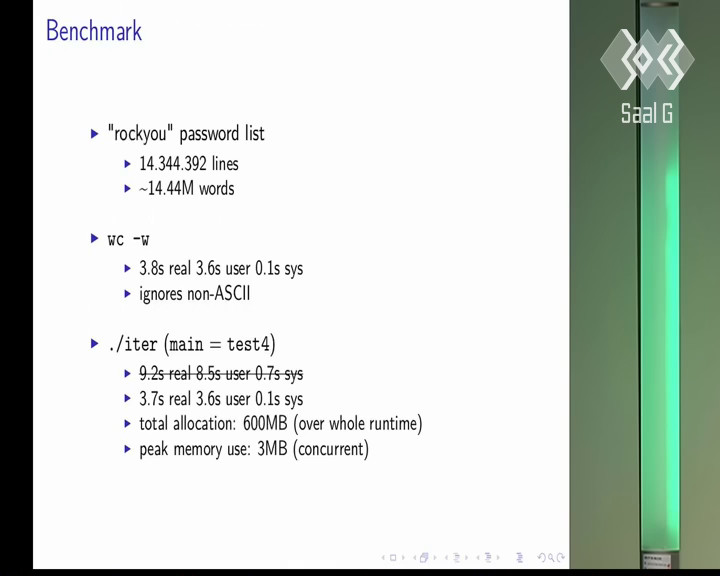 Benchmark
Saal G
"rockyou" password list
14.344.392 lines
~14.44M words
wc -w
3.8s real 3.6s user 0.1s sys
ignores non-ASCII
./iter (main = test4)
9.2s real 8.5s user 0.7s sys
3.7s real 3.6s user 0.1s sys
total allocation: 600MB (over whole runtime)
peak memory use: 3MB (concurrent)